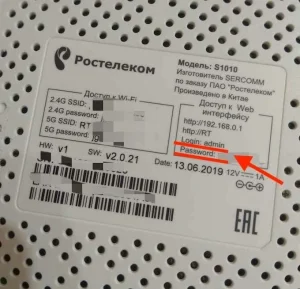 Ростелеком
Модель: S1010
Изготовитель SERCOMM
по заказу ПАО "Ростелеком"
Произведено в Китае
Доступ к Wi-Fi
2.4G SSID:
2.4G password:
5G SSID: RT
5G password:
Доступ к Web
интерфейсу
http://192.168.0.1
http://RT
Login: admin
Password:
HW: v1
SW: v2.0.21
Дата: 13.06.2019
12V 1A
EAC